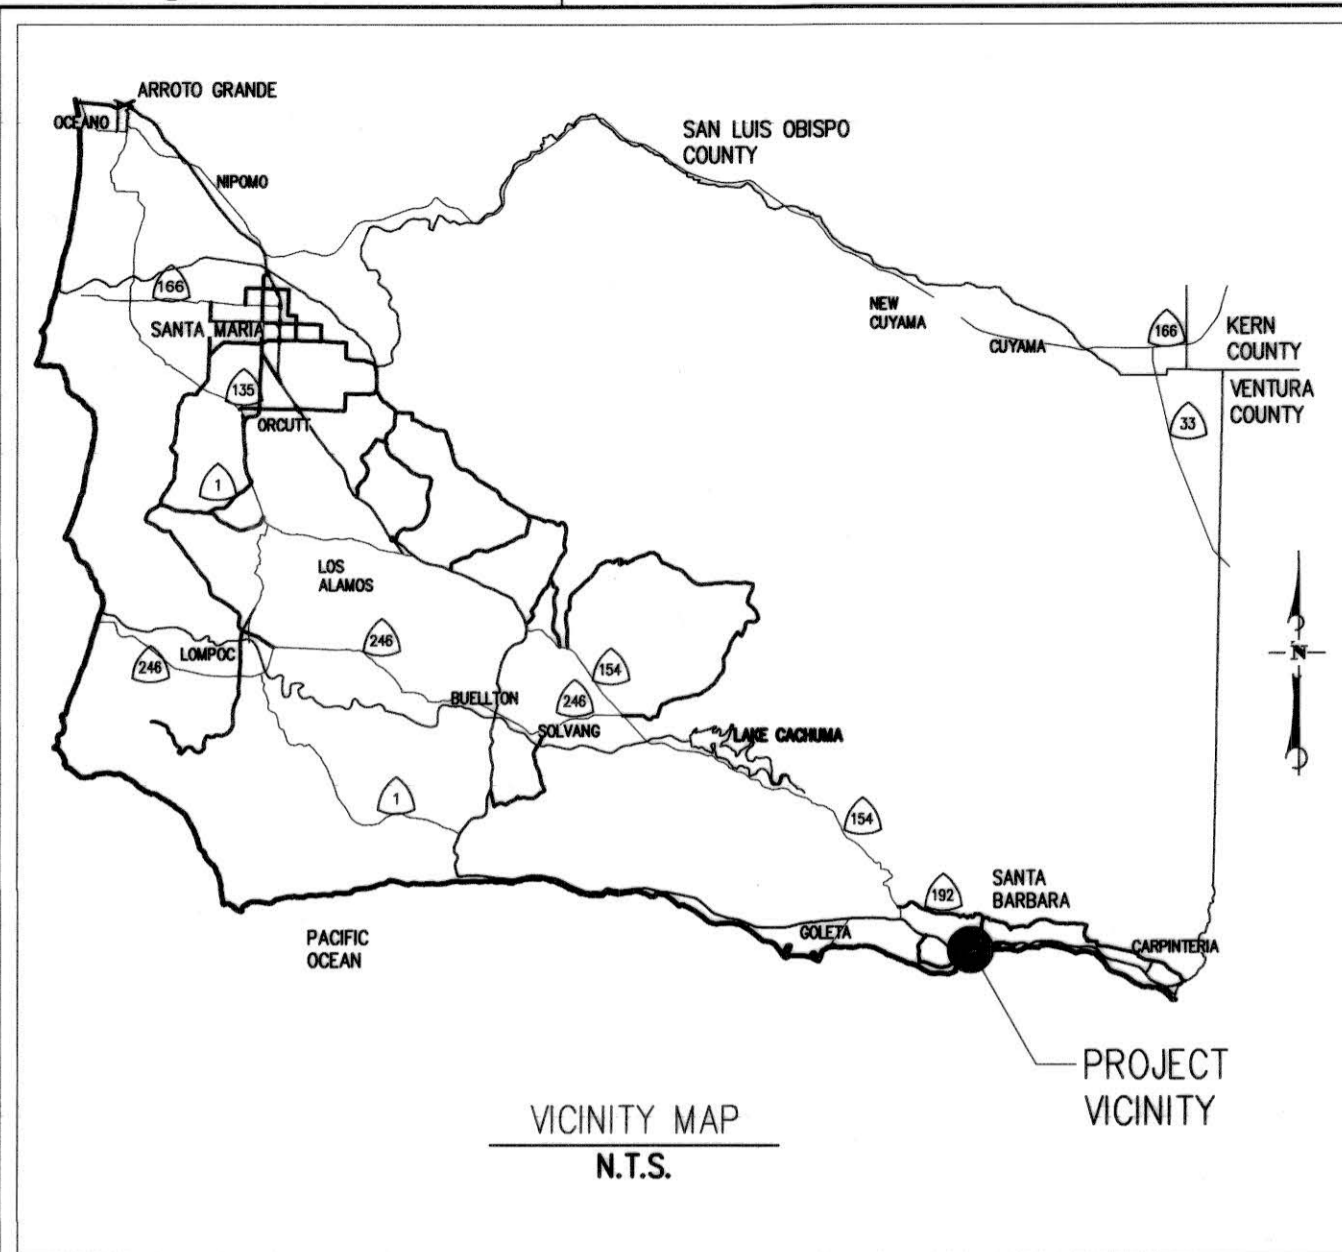 ARROTO GRANDE
OCEANO
SAN LUIS OBISPO
COUNTY
NIPOMO
166
NEW
CUYAMA
SANTA MARIA
CUYAMA
166
KERN
COUNTY
135
VENTURA
COUNTY
ORCUTT
33
1
LOS
ALAMOS
246
LOMPOC
246
154
N
BUELLTON
246
SOLVANG
LAKE CACHUMA
1
154
192
SANTA
BARBARA
PACIFIC
OCEAN
GOLETA
CARPINTERIA
PROJECT
VICINITY
VICINITY MAP
N.T.S.